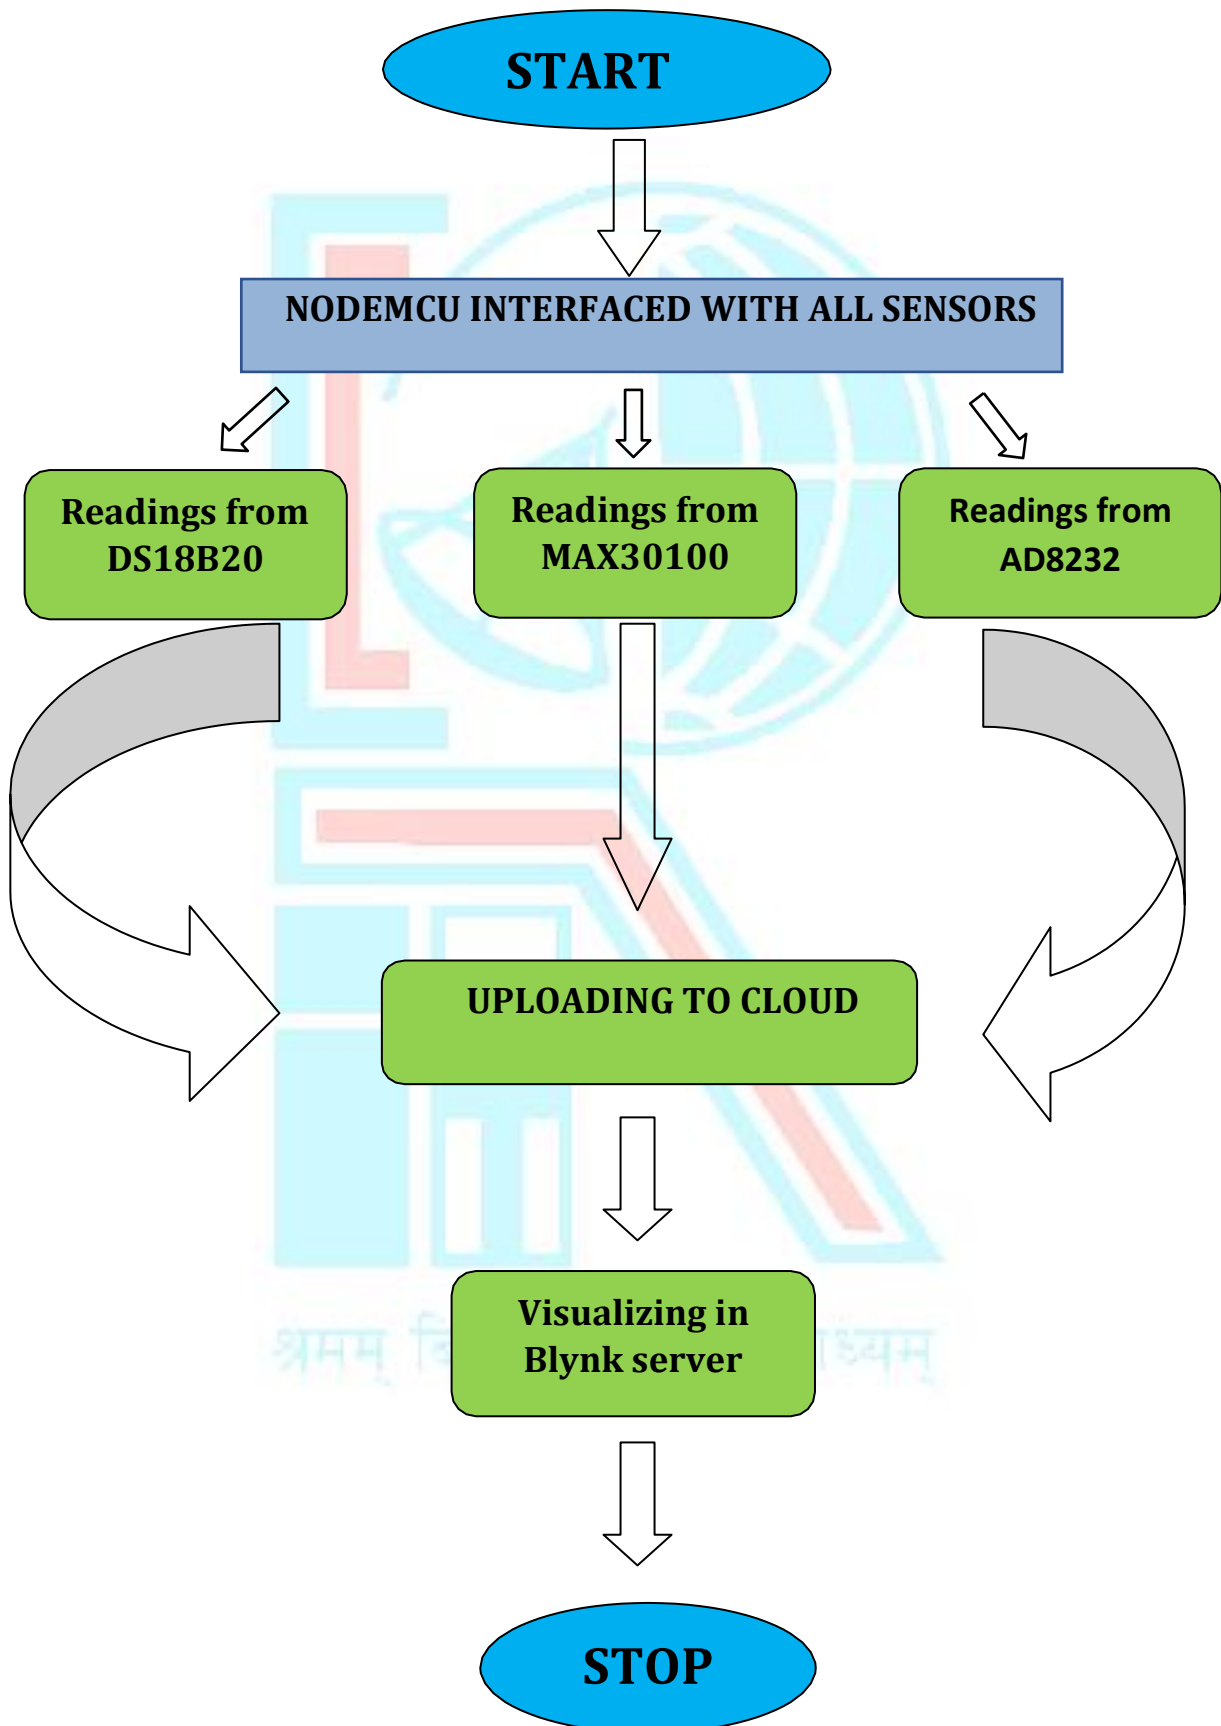 START
NODEMCU INTERFACED WITH ALL SENSORS
Readings from
DS18B20
Readings from
MAX30100
Readings from
AD8232
UPLOADING TO CLOUD
Visualizing in
Blynk server
श्रमम्
STOP